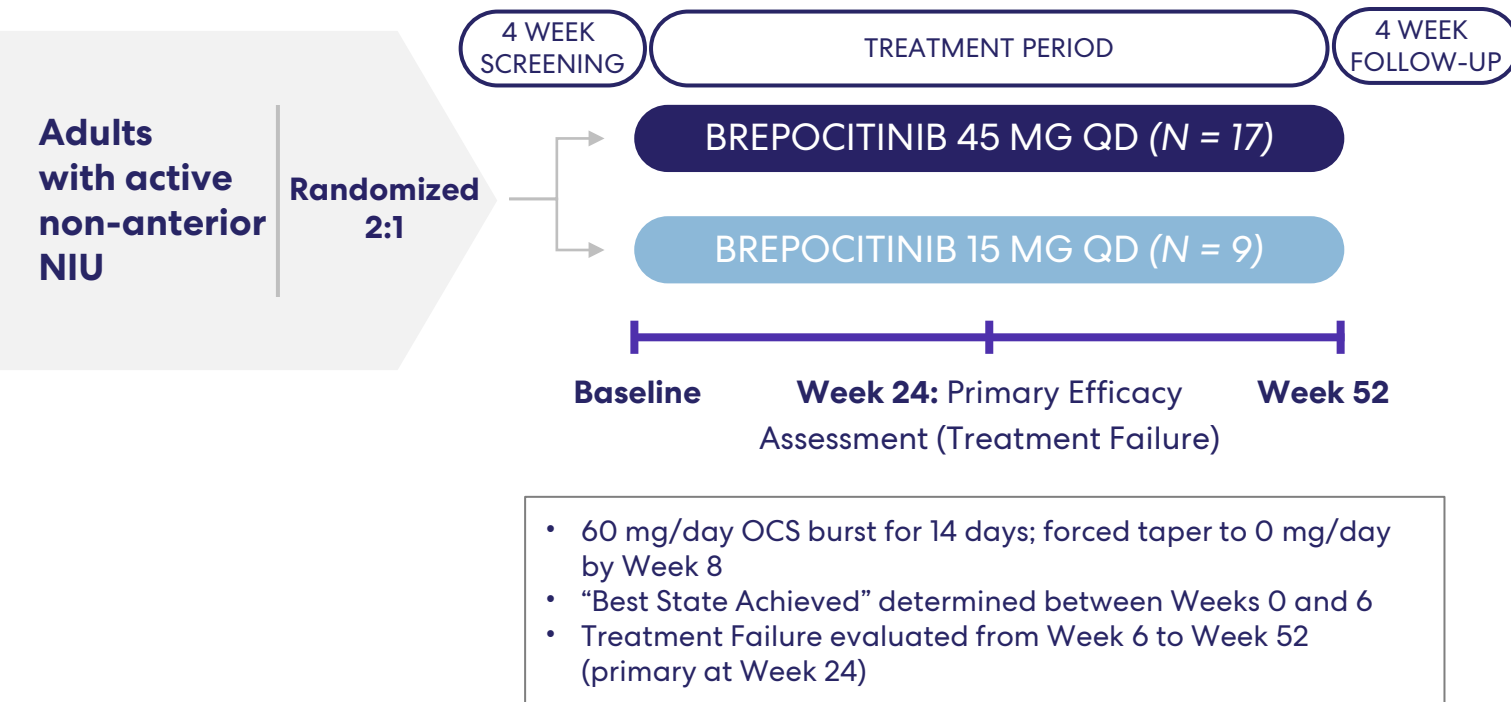 4 WEEK
SCREENING
TREATMENT PERIOD
4 WEEK
FOLLOW-UP
Adults
with active
non-anterior
NIU
Randomized
2:1
BREPOCITINIB 45 MG QD (N = 17)
BREPOCITINIB 15 MG QD (N = 9)
Baseline
Week 24: Primary Efficacy
Assessment (Treatment Failure)
Week 52
• 60 mg/day OCS burst for 14 days; forced taper to 0 mg/day
by Week 8
• “Best State Achieved” determined between Weeks 0 and 6
• Treatment Failure evaluated from Week 6 to Week 52
(primary at Week 24)